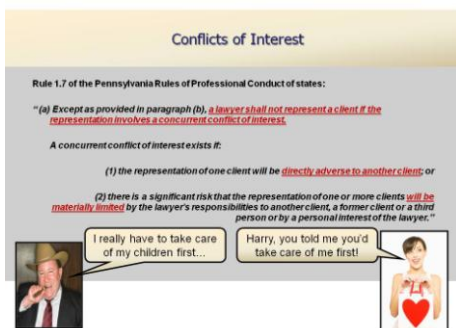 Conflicts of Interest
Rule 1.7 of the Pennsylvania Rules of Professional Conduct of states:
“(a) Except as provided in paragraph (b), a lawyer shall not represent a client if the
representation involves a concurrent conflict of interest.
A concurrent conflict of interest exists if:
(1) the representation of one client will be directly adverse to another client; or
(2) there is a significant risk that the representation of one or more clients will be
materially limited by the lawyer's responsibilities to another client, a former client or a third
person or by a personal interest of the lawyer.”
I really have to take care
of my children first…
Harry, you told me you'd
take care of me first!